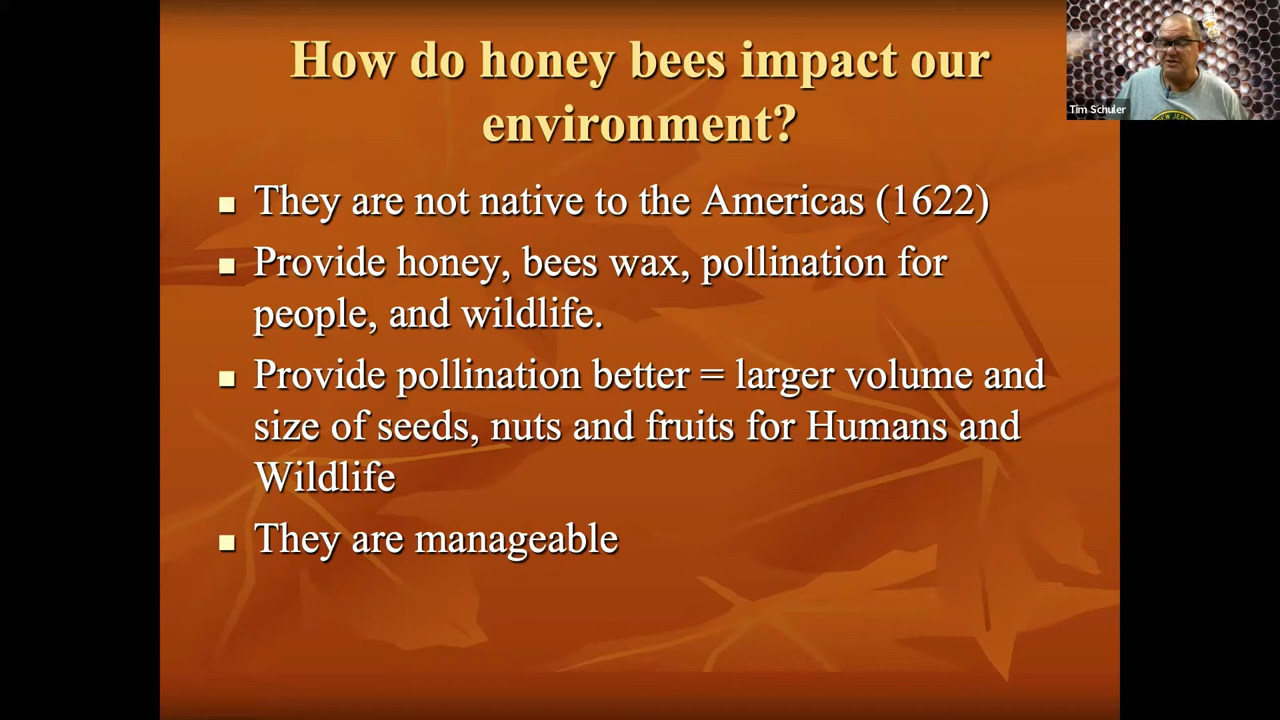 How do honey bees impact our
environment?
They are not native to the Americas (1622)
Provide honey, bees wax, pollination for
people, and wildlife.
Provide pollination better = larger volume and
size of seeds, nuts and fruits for Humans and
Wildlife
They are manageable
Tim Schuler